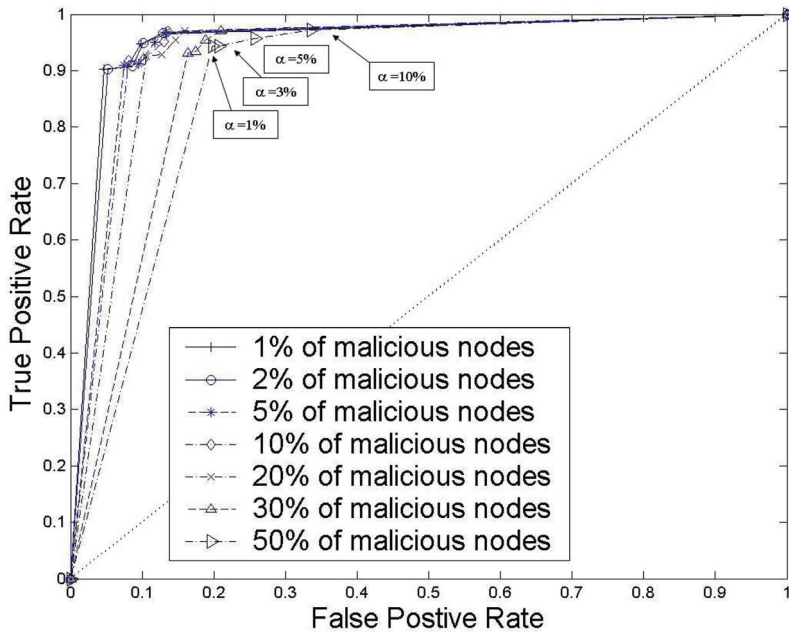 1
0.9
0.8
0.7
0.6
0.5
0.4
0.3
0.2
0.1
0
True Positive Rate
α =5%
α =10%
α =3%
α =1%
1% of malicious nodes
2% of malicious nodes
5% of malicious nodes
10% of malicious nodes
20% of malicious nodes
30% of malicious nodes
50% of malicious nodes
0 0.1 0.2 0.3 0.4 0.5 0.6 0.7 0.8 0.9 1
False Postive Rate